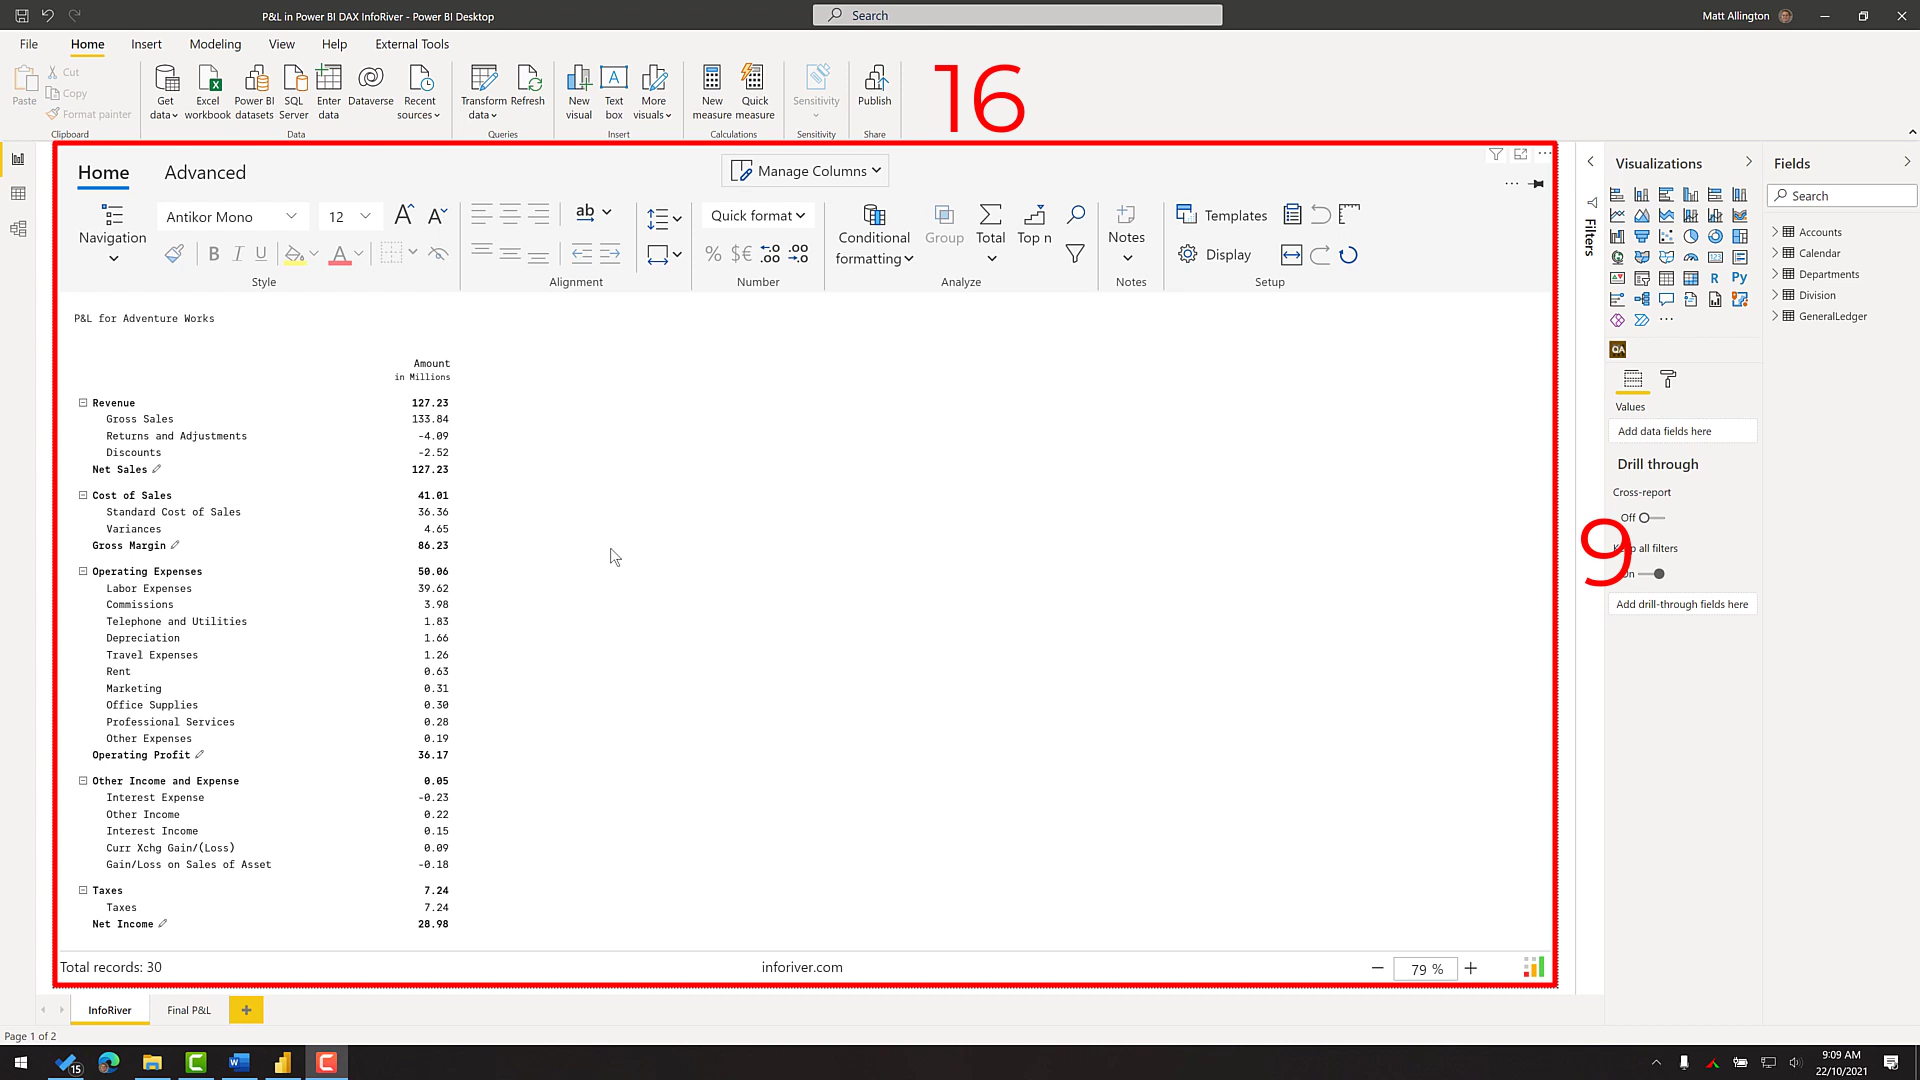 P&L in Power BI DAX InfoRiver - Power BI Desktop
Search
Matt Allington
File Home Insert Modeling View Help External Tools
Paste
Cut
Copy
Format painter
Get data
Excel workbook
Power BI datasets
SQL Server
Enter data
Dataverse
Recent sources
Transform data
Refresh
New visual
Text box
More visuals
New measure
Quick measure
Sensitivity
Publish
Clipboard
Data
Queries
Insert
Calculations
Sensitivity
Share
16
Home Advanced
Manage Columns
Navigation
Antikor Mono
12
ab
B I U A
Style
Alignment
Quick format
% $€ .00 .00
Number
Conditional formatting
Group
Total
Top n
Analyze
Notes
Notes
Templates
Display
Setup
P&L for Adventure Works
Amount
in Millions
Revenue 127.23
Gross Sales 133.84
Returns and Adjustments -4.09
Discounts -2.52
Net Sales 127.23
Cost of Sales 41.01
Standard Cost of Sales 36.36
Variances 4.65
Gross Margin 86.23
Operating Expenses 50.06
Labor Expenses 39.62
Commissions 3.98
Telephone and Utilities 1.83
Depreciation 1.66
Travel Expenses 1.26
Rent 0.63
Marketing 0.31
Office Supplies 0.30
Professional Services 0.28
Other Expenses 0.19
Operating Profit 36.17
Other Income and Expense 0.05
Interest Expense -0.23
Other Income 0.22
Interest Income 0.15
Curr Xchg Gain/(Loss) 0.09
Gain/Loss on Sales of Asset -0.18
Taxes 7.24
Taxes 7.24
Net Income 28.98
Total records: 30
inforiver.com
79 %
Filters
Visualizations
R Py
QA
Values
Add data fields here
Drill through
Cross-report
Off
all filters
9
Add drill-through fields here
Fields
Search
Accounts
Calendar
Departments
Division
GeneralLedger
InfoRiver
Final P&L
Page 1 of 2
15
9:09 AM
22/10/2021